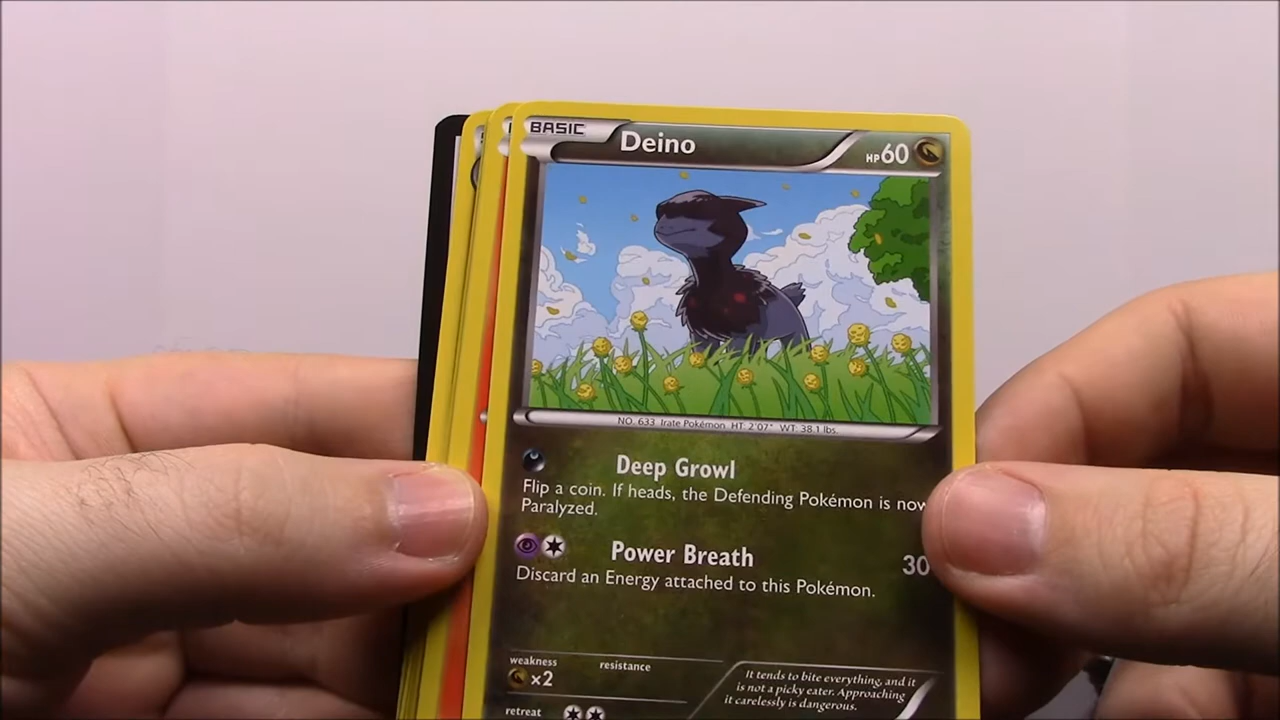 BASIC Deino HP60
NO. 633 Irate Pokémon HT: 2'07" WT: 38.1 lbs.
Deep Growl
Flip a coin. If heads, the Defending Pokémon is now
Paralyzed.
Power Breath 30
Discard an Energy attached to this Pokémon.
weakness resistance
×2
It tends to bite everything, and it
is not a picky eater. Approaching
it carelessly is dangerous.
retreat